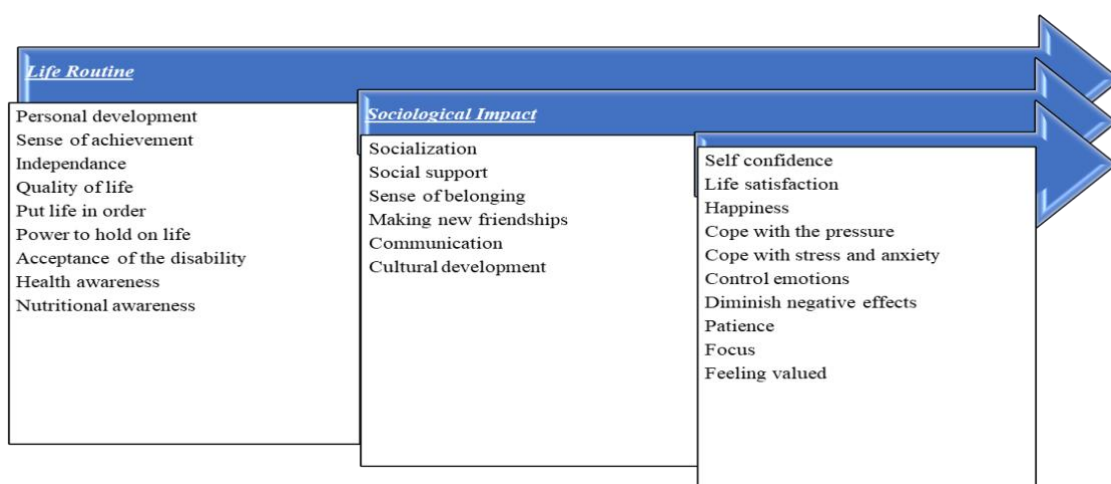 Life Routine
Personal development
Sense of achievement
Independance
Quality of life
Put life in order
Power to hold on life
Acceptance of the disability
Health awareness
Nutritional awareness
Sociological Impact
Socialization
Social support
Sense of belonging
Making new friendships
Communication
Cultural development
Self confidence
Life satisfaction
Happiness
Cope with the pressure
Cope with stress and anxiety
Control emotions
Diminish negative effects
Patience
Focus
Feeling valued